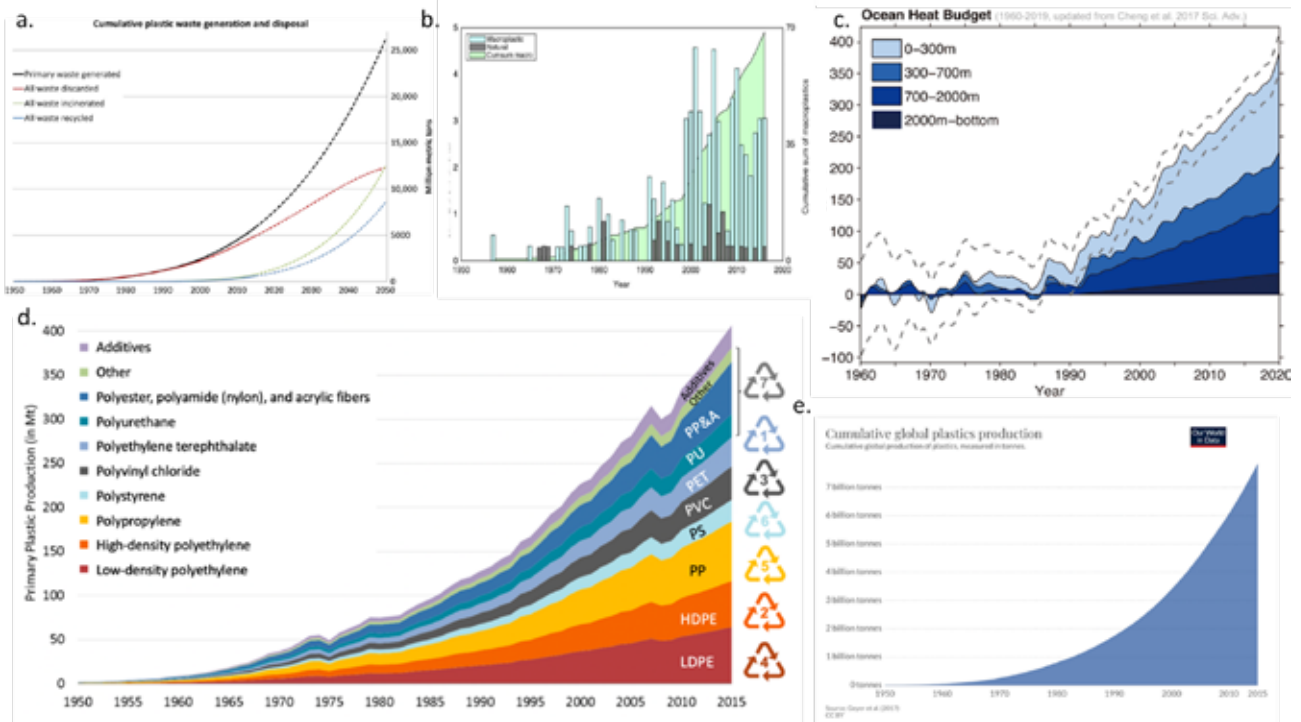 a.
Cumulative plastic waste generation and disposal
Primary waste generated
All waste discarded
All waste incinerated
All waste recycled
25,000
20,000
15,000
10,000
5000
0
Million metric tons
1950 1960 1970 1980 1990 2000 2010 2020 2030 2040 2050
b.
Macroplastic
Natural
Cumsum macro
5
4
3
2
1
0
70
35
0
Cumulative sum of macroplastics
1950 1960 1970 1980 1990 2000 2010 2020
Year
c.
Ocean Heat Budget (1960-2019, updated from Cheng et al. 2017 Sci. Adv.)
0-300m
300-700m
700-2000m
2000m-bottom
400
350
300
250
200
150
100
50
0
-50
-100
1960 1970 1980 1990 2000 2010 2020
Year
d.
Primary Plastic Production (in Mt)
400
350
300
250
200
150
100
50
0
Additives
Other
Polyester, polyamide (nylon), and acrylic fibers
Polyurethane
Polyethylene terephthalate
Polyvinyl chloride
Polystyrene
Polypropylene
High-density polyethylene
Low-density polyethylene
Additives
Other
PP&A
PU
PET
PVC
PS
PP
HDPE
LDPE
7
1
3
6
5
2
4
1950 1955 1960 1965 1970 1975 1980 1985 1990 1995 2000 2005 2010 2015
e.
Cumulative global plastics production
Cumulative global production of plastics, measured in tonnes.
Our World
in Data
7 billion tonnes
6 billion tonnes
5 billion tonnes
4 billion tonnes
3 billion tonnes
2 billion tonnes
1 billion tonnes
0 tonnes
1950 1960 1970 1980 1990 2000 2010 2015
Source: Geyer et al. (2017)
CC BY